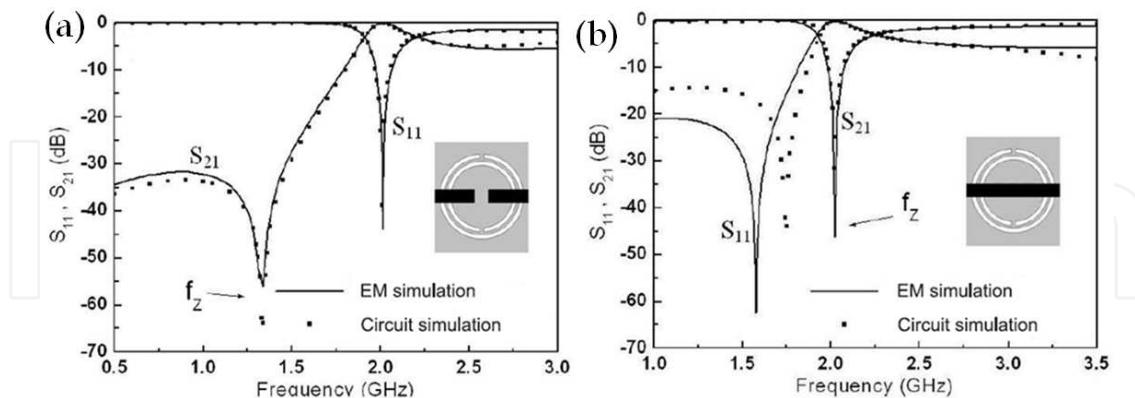 (a)
0
-10
-20
-30
-40
-50
-60
-70
S11 , S21 (dB)
S21
S11
fZ
EM simulation
Circuit simulation
0.5 1.0 1.5 2.0 2.5 3.0
Frequency (GHz)
(b)
0
-10
-20
-30
-40
-50
-60
-70
S11, S21 (dB)
S11
S21
fZ
EM simulation
Circuit simulation
1.0 1.5 2.0 2.5 3.0 3.5
Frequency (GHz)